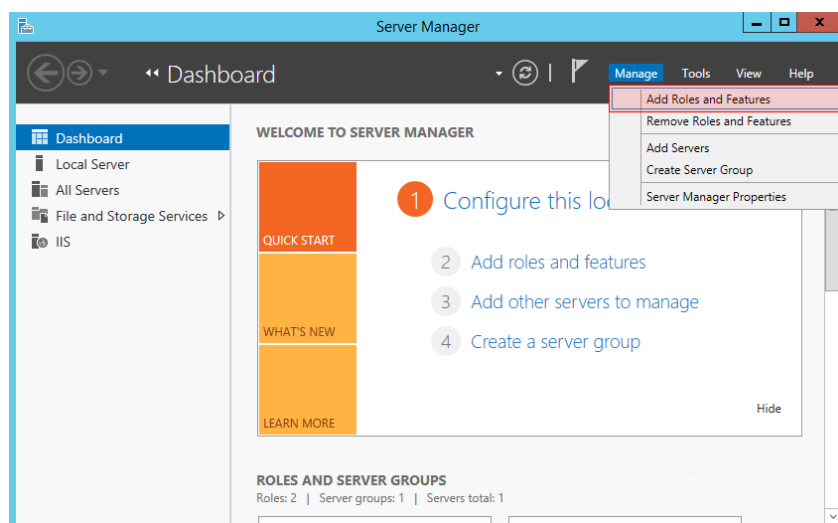 Server Manager
Dashboard
Manage Tools View Help
Add Roles and Features
Remove Roles and Features
Add Servers
Create Server Group
Server Manager Properties
Dashboard
Local Server
All Servers
File and Storage Services
IIS
WELCOME TO SERVER MANAGER
QUICK START
WHAT'S NEW
LEARN MORE
1 Configure this loc
2 Add roles and features
3 Add other servers to manage
4 Create a server group
Hide
ROLES AND SERVER GROUPS
Roles: 2 | Server groups: 1 | Servers total: 1